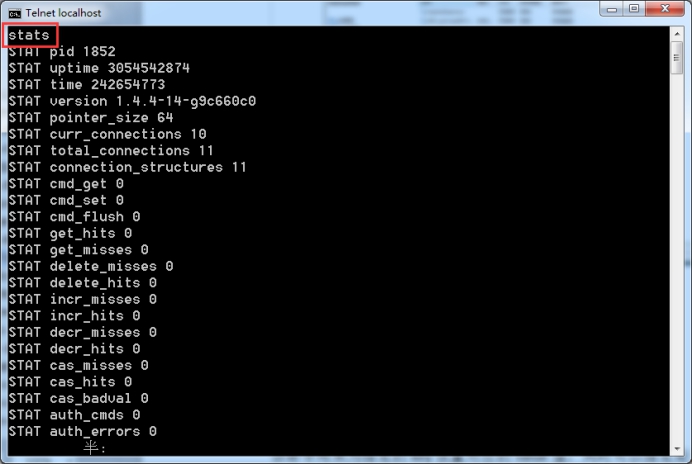 Telnet localhost
stats
STAT pid 1852
STAT uptime 3054542874
STAT time 242654773
STAT version 1.4.4-14-g9c660c0
STAT pointer_size 64
STAT curr_connections 10
STAT total_connections 11
STAT connection_structures 11
STAT cmd_get 0
STAT cmd_set 0
STAT cmd_flush 0
STAT get_hits 0
STAT get_misses 0
STAT delete_misses 0
STAT delete_hits 0
STAT incr_misses 0
STAT incr_hits 0
STAT decr_misses 0
STAT decr_hits 0
STAT cas_misses 0
STAT cas_hits 0
STAT cas_badval 0
STAT auth_cmds 0
STAT auth_errors 0
半: